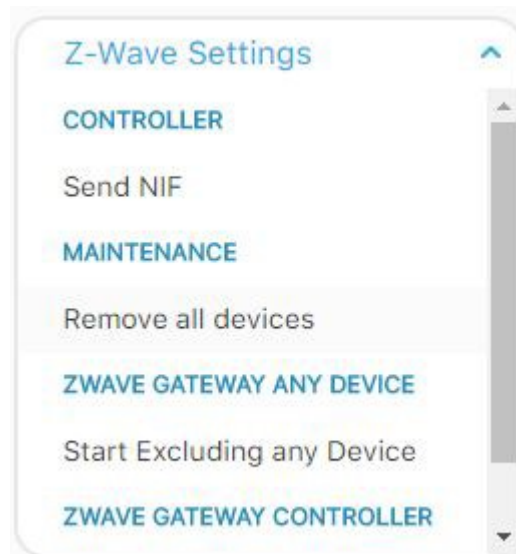 Z-Wave Settings
CONTROLLER
Send NIF
MAINTENANCE
Remove all devices
ZWAVE GATEWAY ANY DEVICE
Start Excluding any Device
ZWAVE GATEWAY CONTROLLER